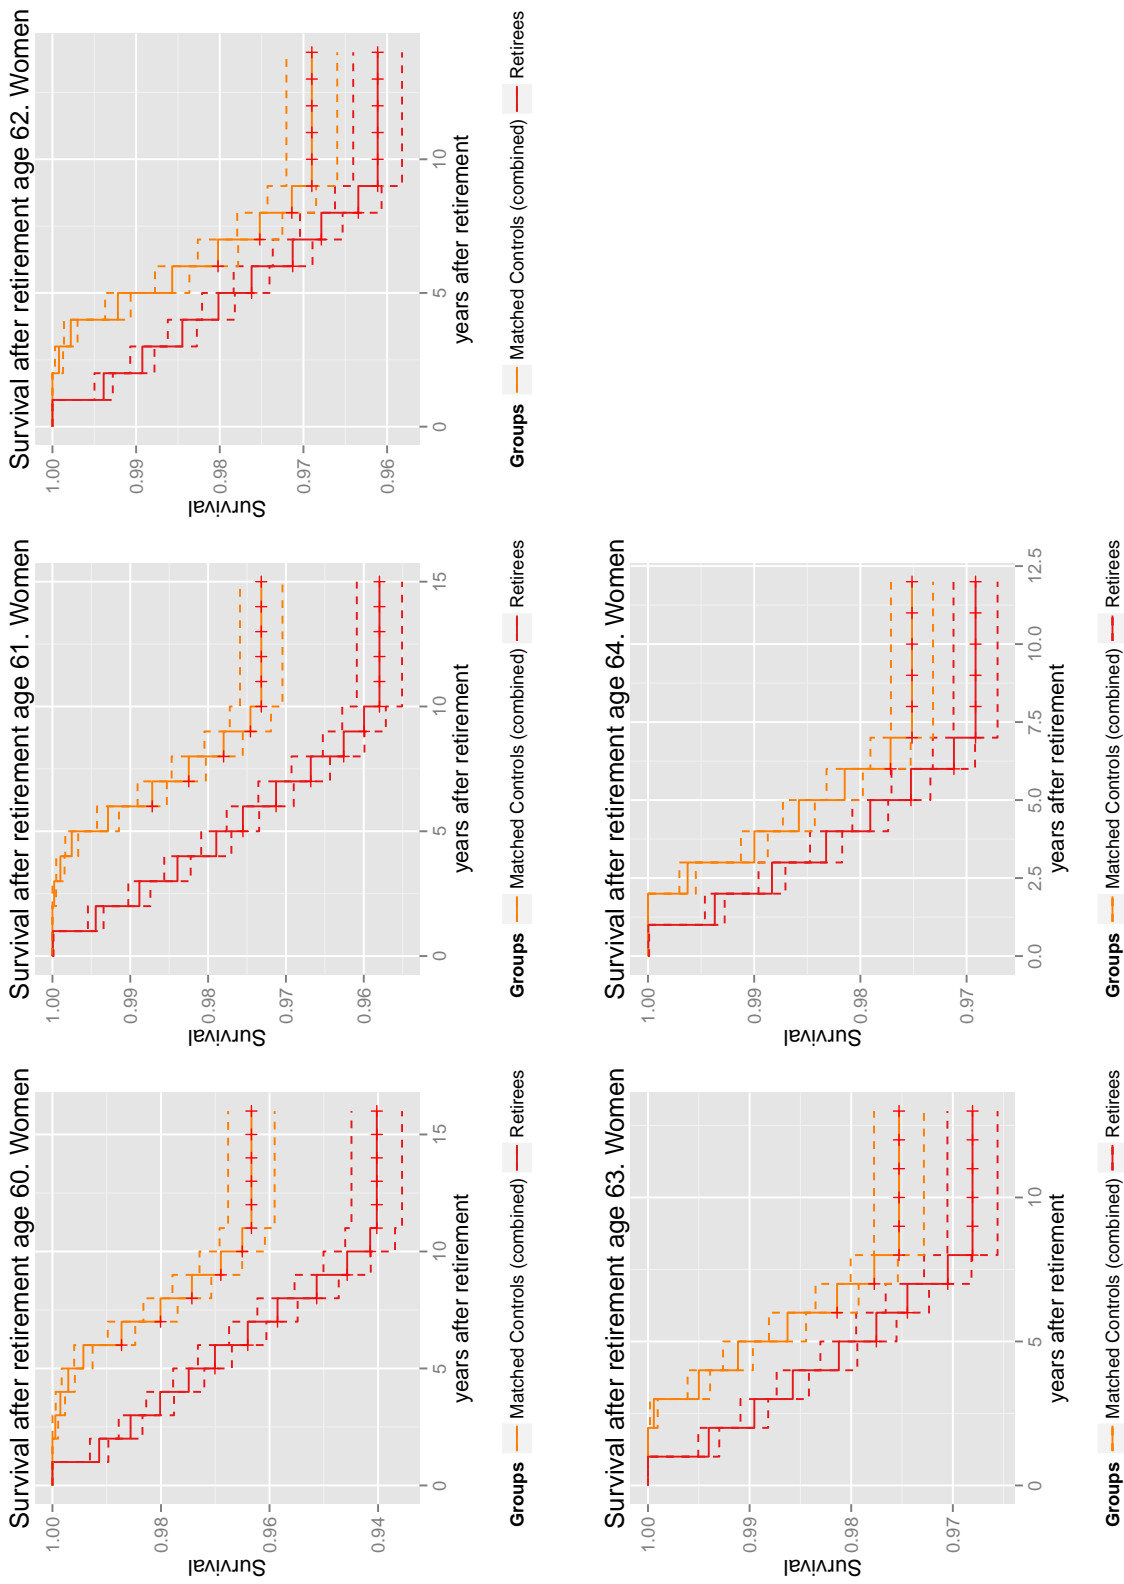 Survival after retirement age 60. Women
Survival
1.00
0.98
0.96
0.94
0
5
10
15
years after retirement
Groups Matched Controls (combined) Retirees
Survival after retirement age 61. Women
Survival
1.00
0.99
0.98
0.97
0.96
0
5
10
15
years after retirement
Groups Matched Controls (combined) Retirees
Survival after retirement age 62. Women
Survival
1.00
0.99
0.98
0.97
0.96
0
5
10
years after retirement
Groups Matched Controls (combined) Retirees
Survival after retirement age 63. Women
Survival
1.00
0.99
0.98
0.97
0
5
10
years after retirement
Groups Matched Controls (combined) Retirees
Survival after retirement age 64. Women
Survival
1.00
0.99
0.98
0.97
0.0
2.5
5.0
7.5
10.0
12.5
years after retirement
Groups Matched Controls (combined) Retirees